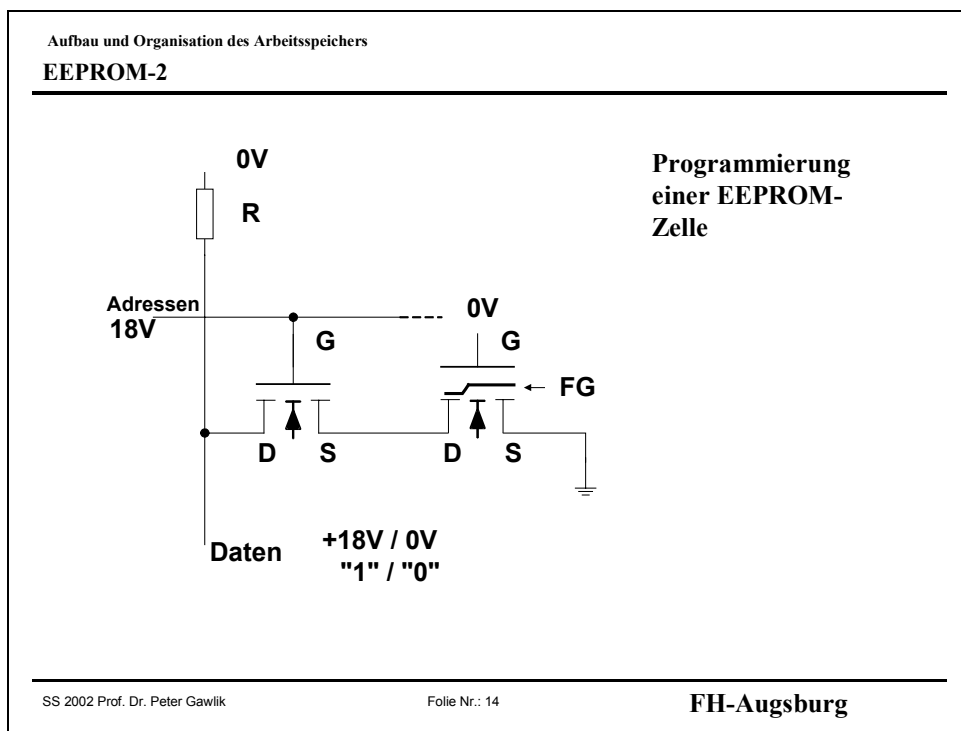 Aufbau und Organisation des Arbeitsspeichers
EEPROM-2
Programmierung
einer EEPROM-
Zelle
0V
R
Adressen
18V
G
0V
G
FG
D
S
D
S
Daten
+18V / 0V
"1" / "0"
SS 2002 Prof. Dr. Peter Gawlik
Folie Nr.: 14
FH-Augsburg